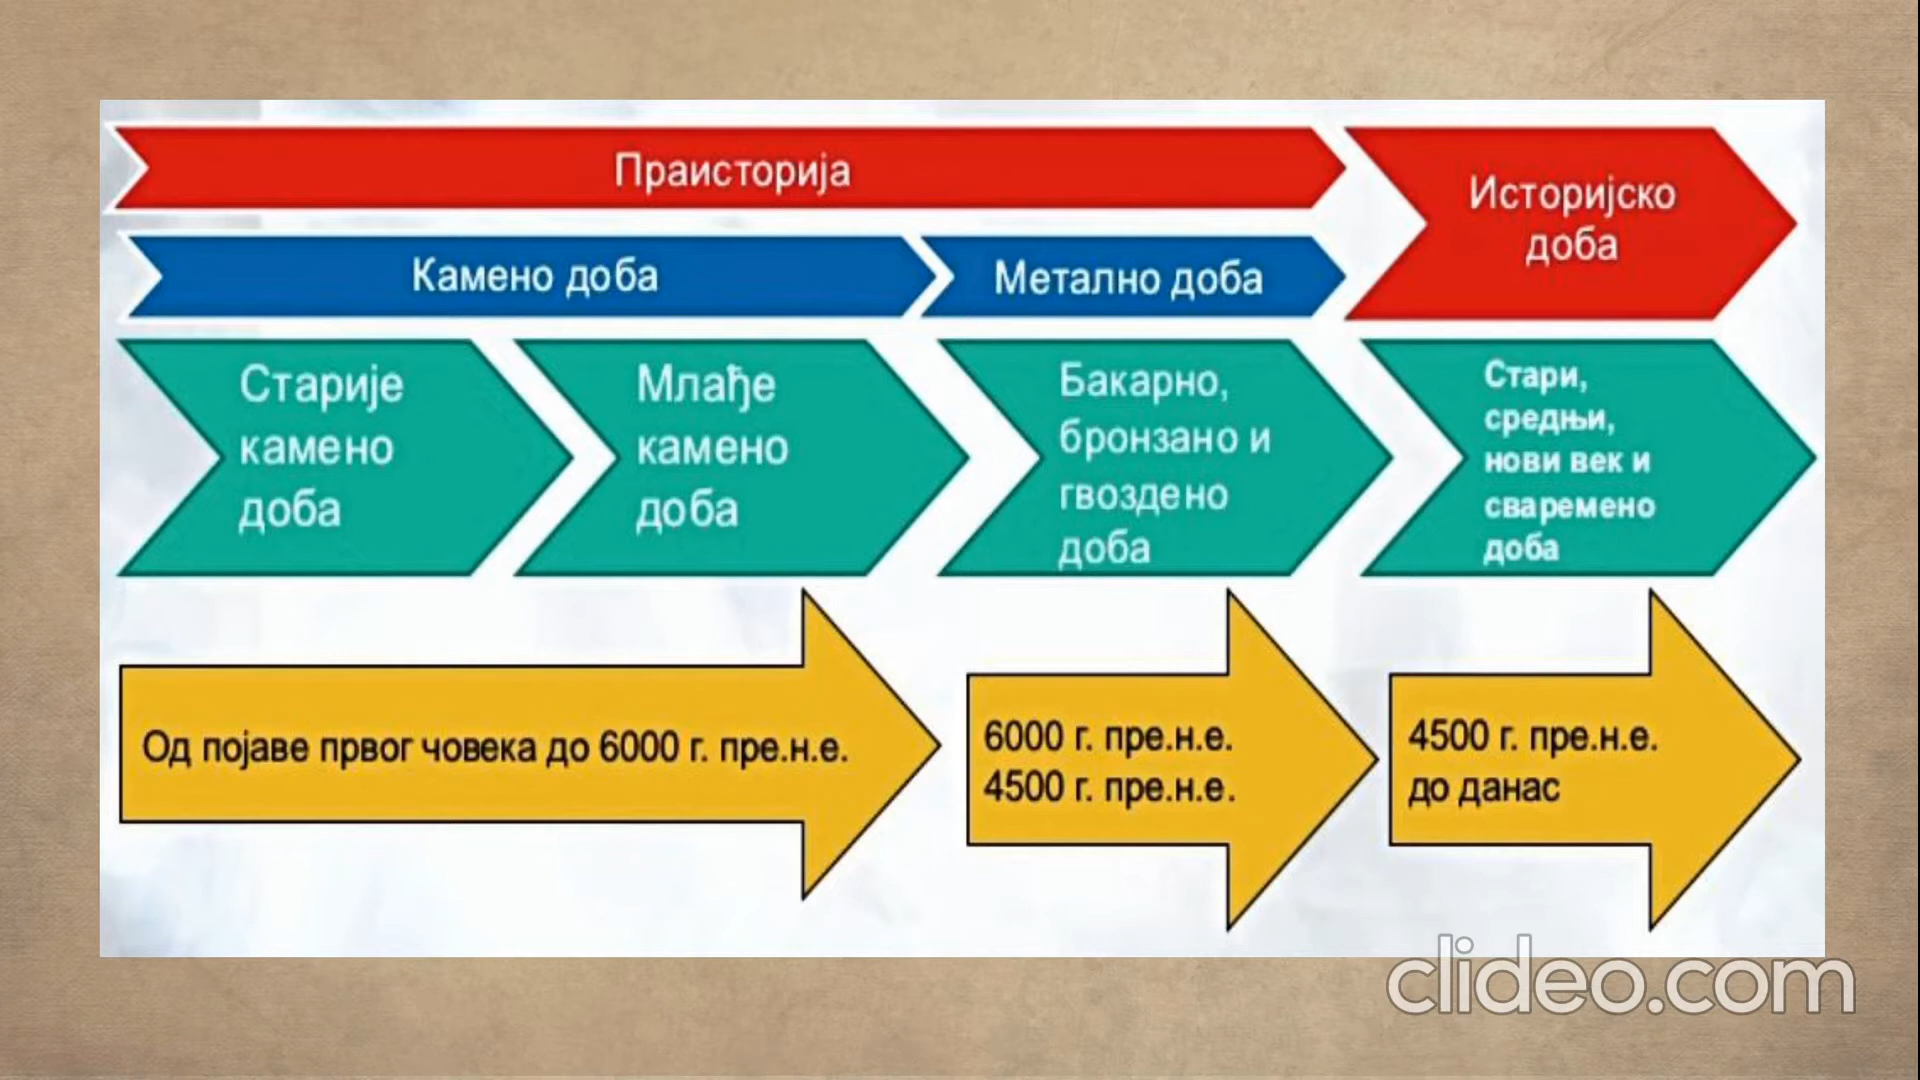 Праисторија
Историјско
доба
Камено доба
Метално доба
Старије
камено
доба
Млађе
камено
доба
Бакарно,
бронзано и
гвоздено
доба
Стари,
средњи,
нови век и
сваремено
доба
Од појаве првог човека до 6000 г. пре.н.е.
6000 г. пре.н.е.
4500 г. пре.н.е.
4500 г. пре.н.е.
до данас
clideo.com